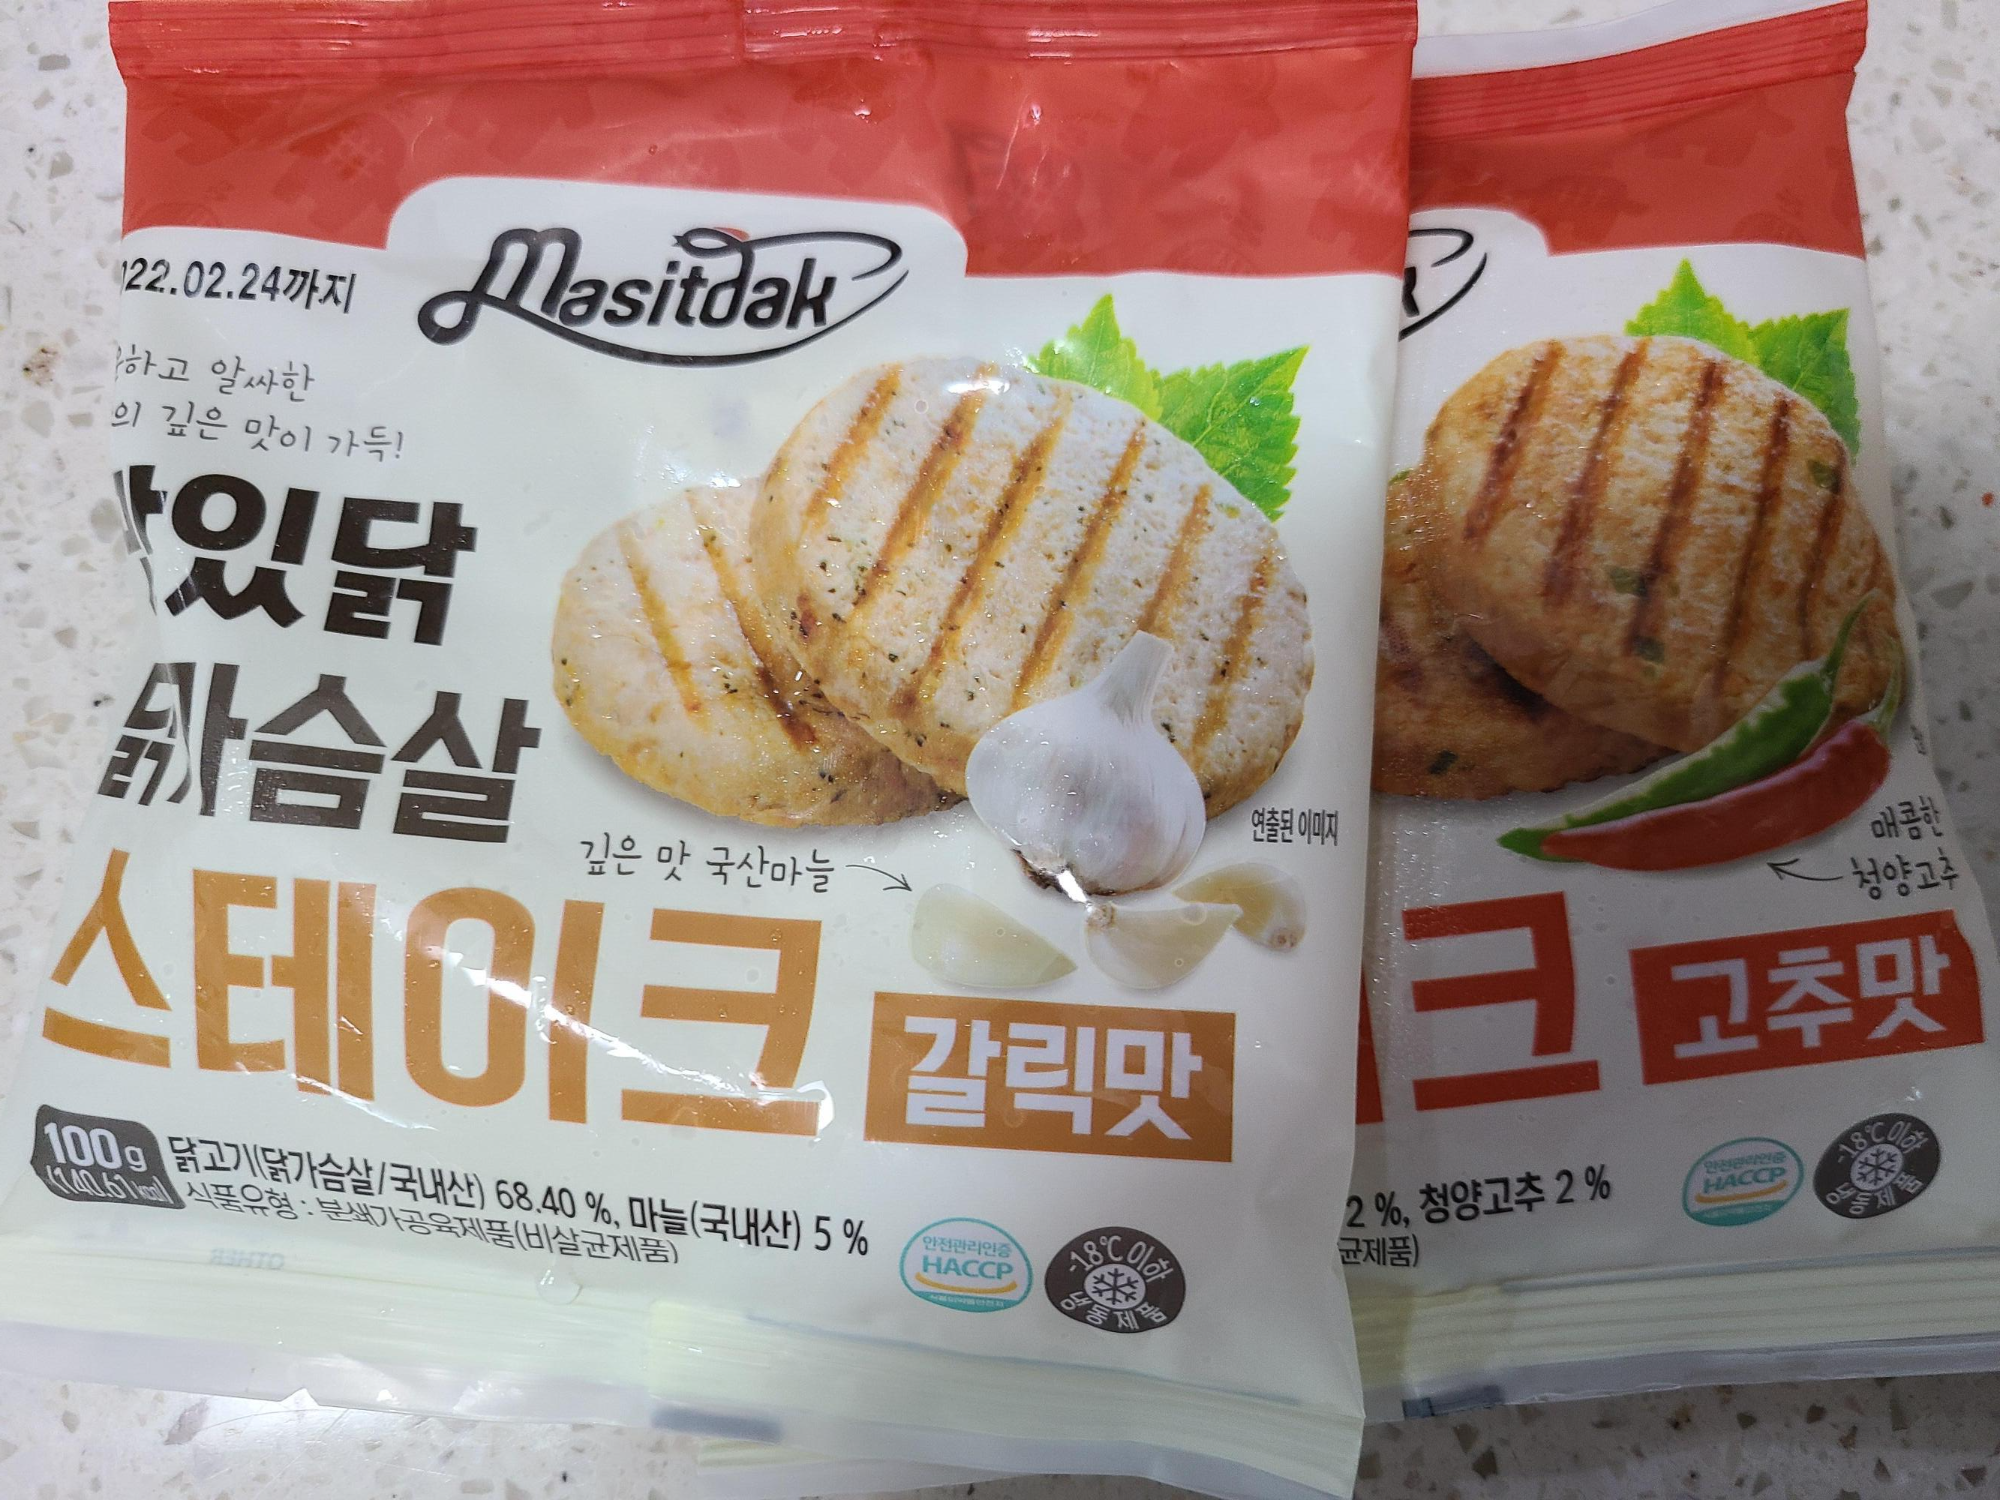 Masitdak
22.02.24까지
하고 알싸한
의 깊은 맛이 가득!
맛있닭
닭가슴살
스테이크
갈릭맛
깊은 맛 국산마늘
연출된 이미지
100g
(140.61kcal)
닭고기(닭가슴살/국내산) 68.40 %, 마늘(국내산) 5 %
식품유형 : 분쇄가공육제품(비살균제품)
안전관리인증
HACCP
-18℃ 이하
냉동제품
k
매콤한
청양고추
크
고추맛
2 %, 청양고추 2 %
균제품)
안전관리인증
HACCP
-18℃ 이하
냉동제품